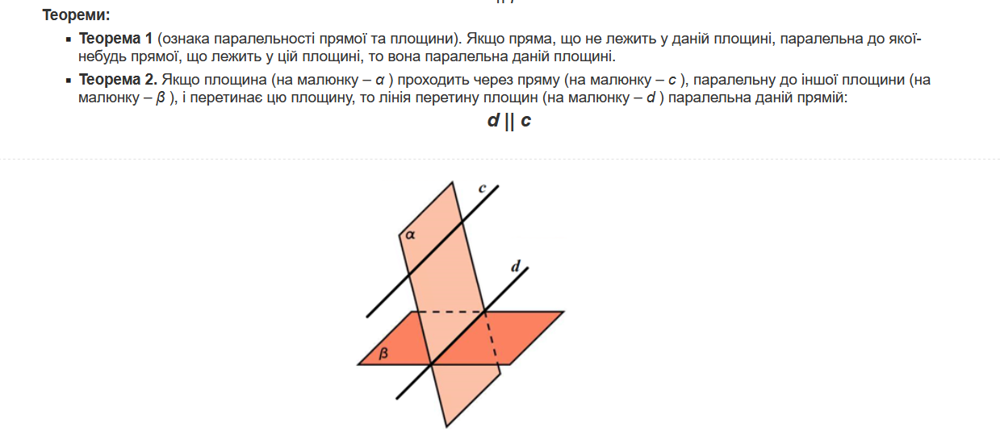 Теореми:
Теорема 1 (ознака паралельності прямої та площини). Якщо пряма, що не лежить у даній площині, паралельна до якої-
небудь прямої, що лежить у цій площині, то вона паралельна даній площині.
Теорема 2. Якщо площина (на малюнку – α ) проходить через пряму (на малюнку – c ), паралельну до іншої площини (на
малюнку – β ), і перетинає цю площину, то лінія перетину площин (на малюнку – d ) паралельна даній прямій:
d || c
c
α
d
β